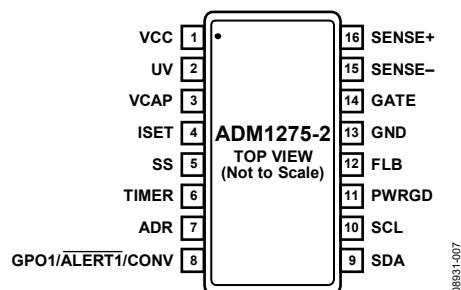 VCC 1
UV 2
VCAP 3
ISET 4
SS 5
TIMER 6
ADR 7
GPO1/ALERT1/CONV 8
ADM1275-2
TOP VIEW
(Not to Scale)
16 SENSE+
15 SENSE–
14 GATE
13 GND
12 FLB
11 PWRGD
10 SCL
9 SDA
08931-007